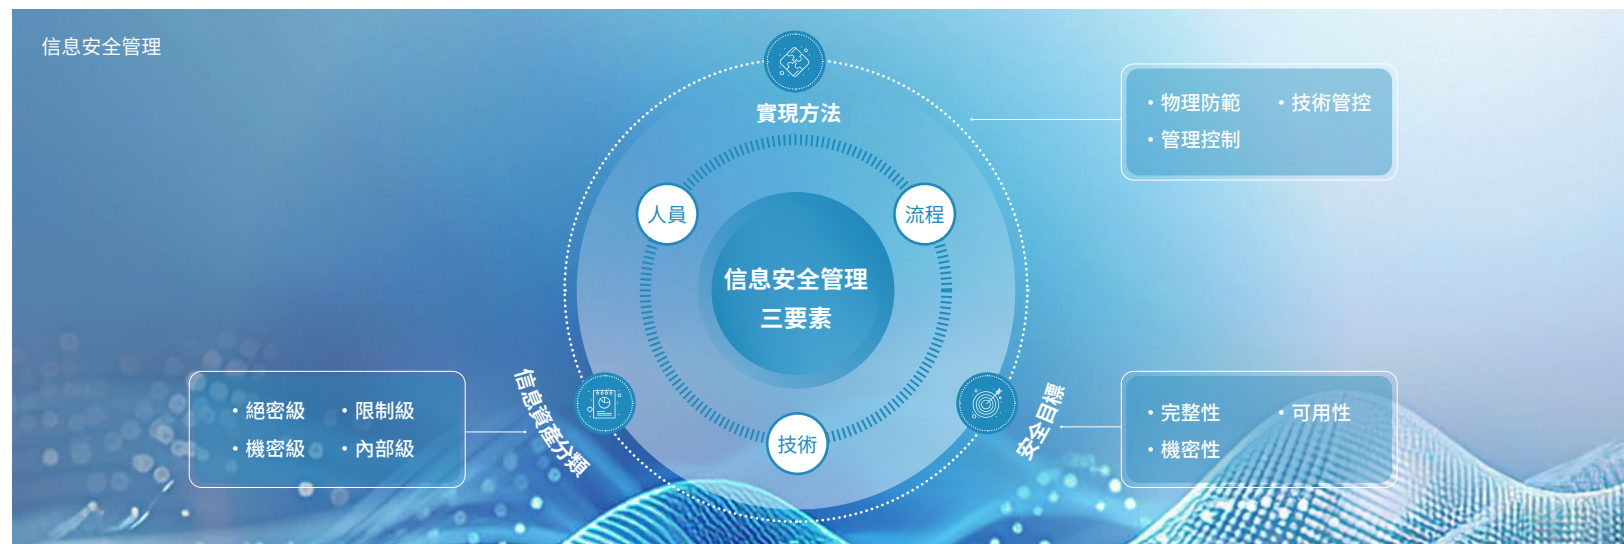 信息安全管理
實現方法
• 物理防範 • 技術管控
• 管理控制
人員
流程
信息安全管理
三要素
技術
信息資產分類
• 絕密級 • 限制級
• 機密級 • 內部級
安全目標
• 完整性 • 可用性
• 機密性